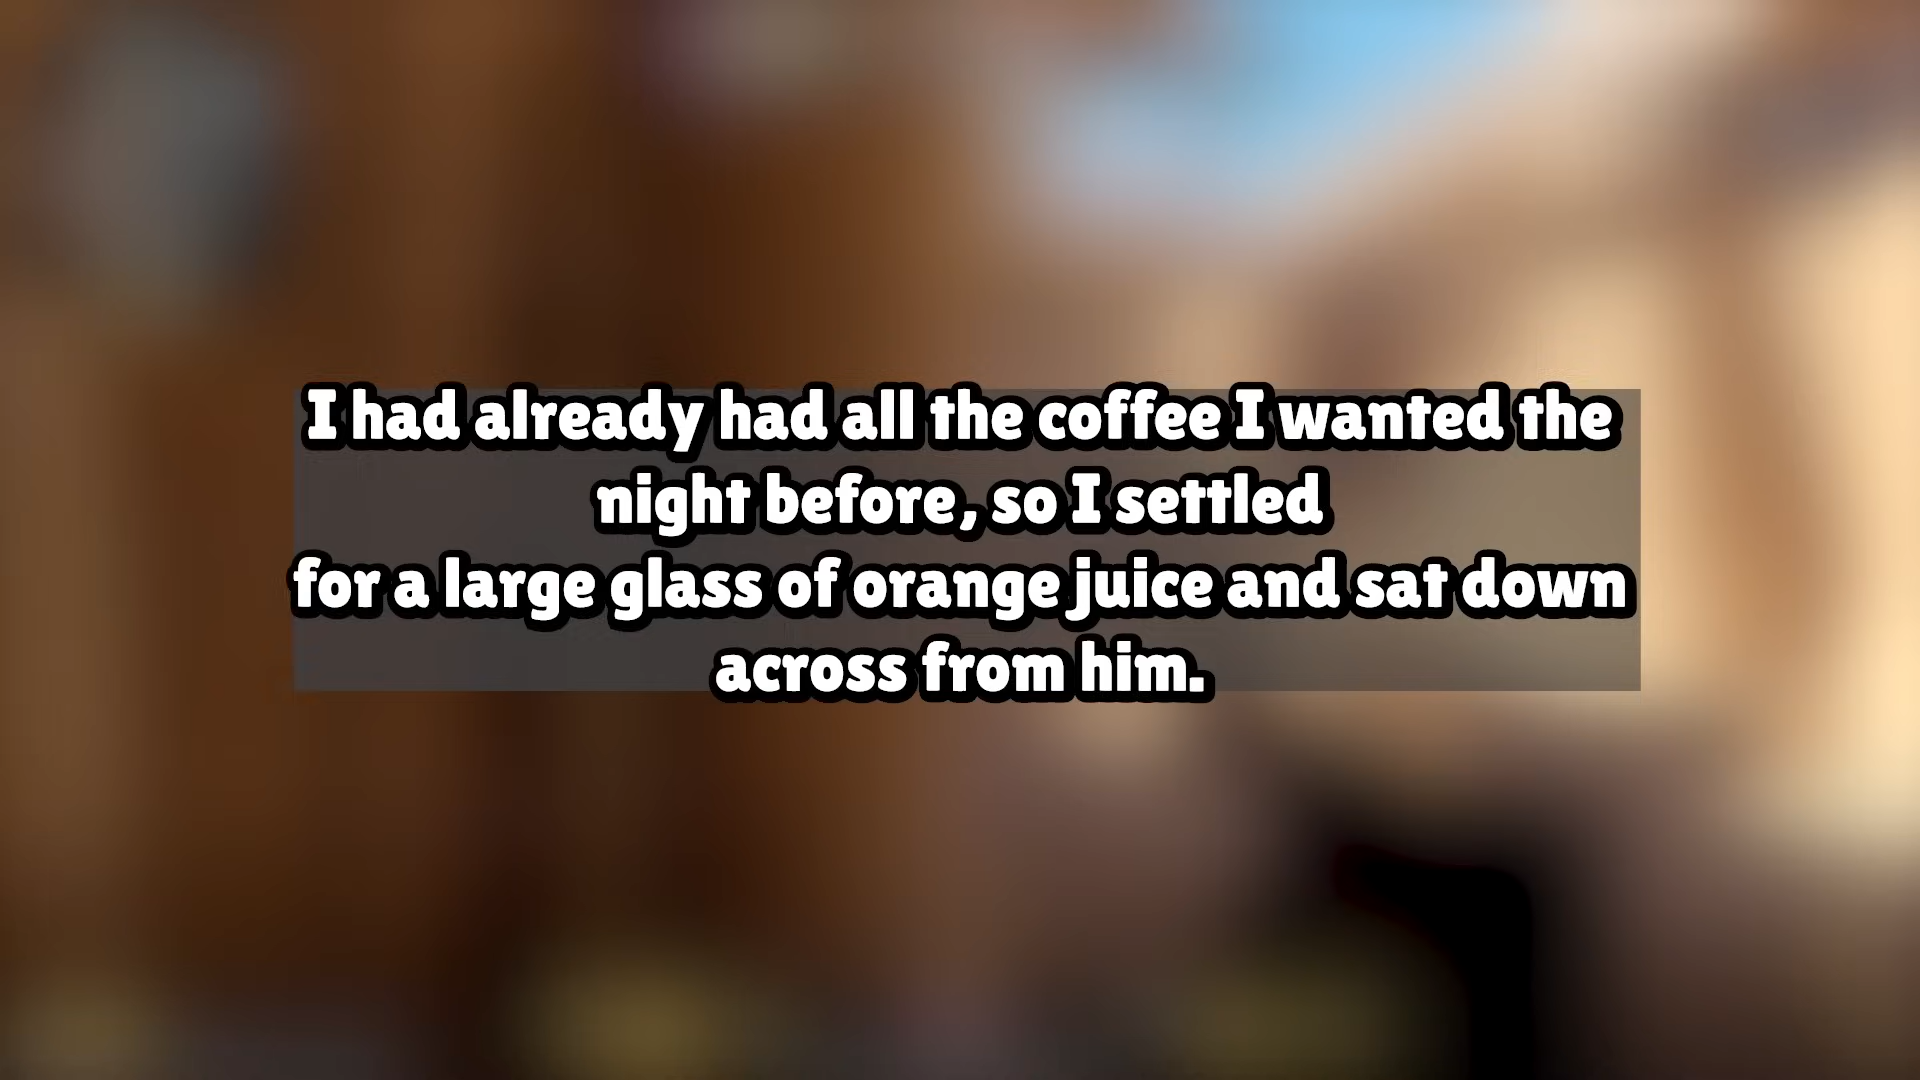 I had already had all the coffee I wanted the
night before, so I settled
for a large glass of orange juice and sat down
across from him.